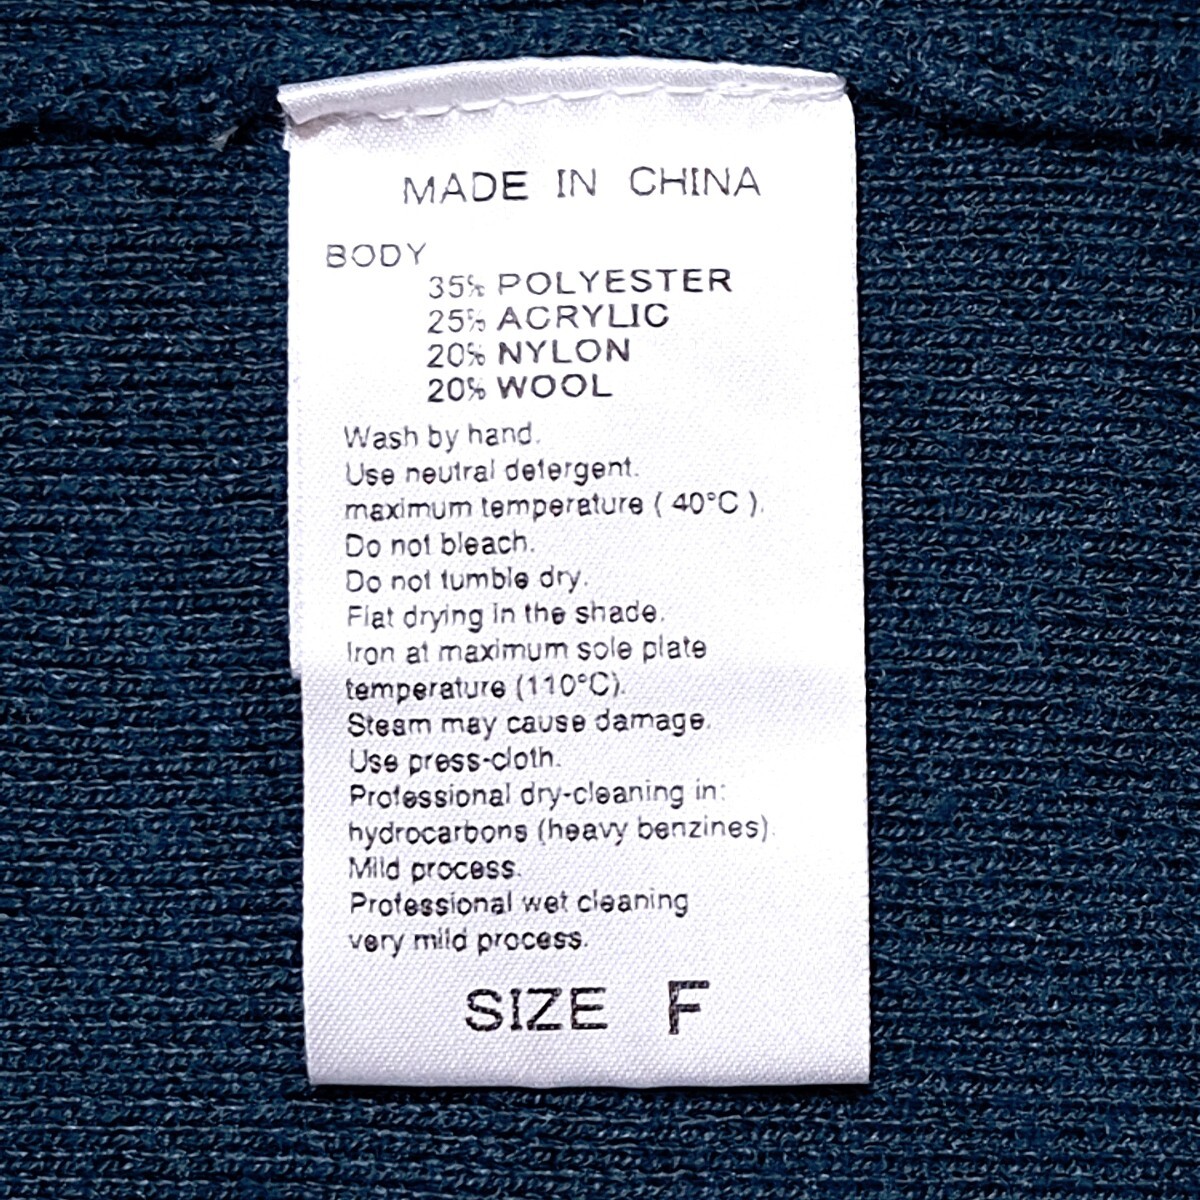 MADE IN CHINA
BODY
35% POLYESTER
25% ACRYLIC
20% NYLON
20% WOOL
Wash by hand.
Use neutral detergent.
maximum temperature ( 40°C ).
Do not bleach.
Do not tumble dry.
Flat drying in the shade.
Iron at maximum sole plate
temperature (110°C).
Steam may cause damage.
Use press-cloth.
Professional dry-cleaning in:
hydrocarbons (heavy benzines).
Mild process.
Professional wet cleaning
very mild process.
SIZE F